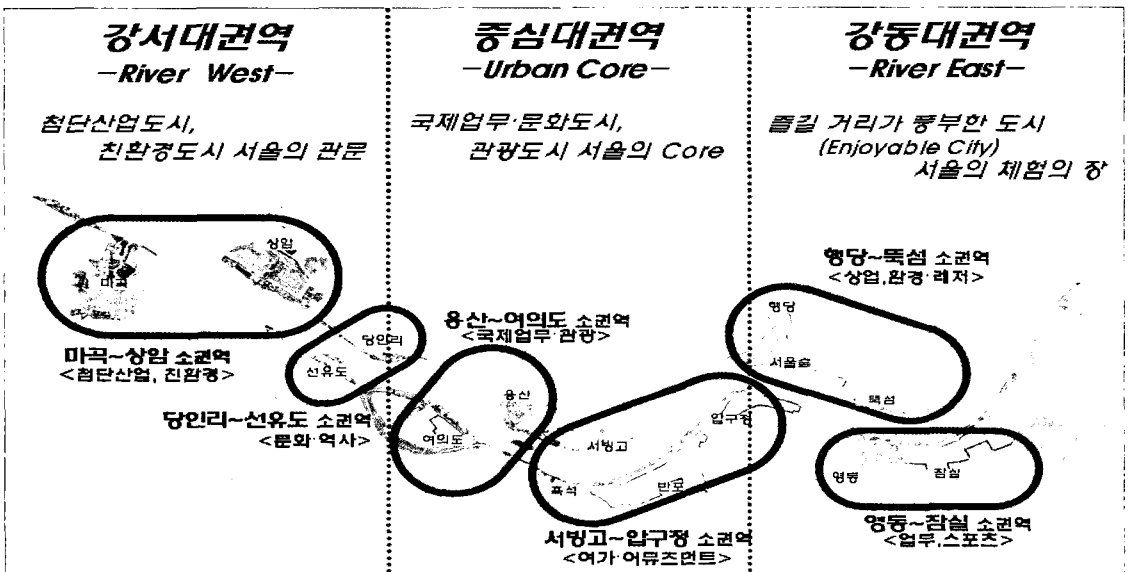 강서대권역
-River West-
첨단산업도시,
친환경도시 서울의 관문
중심대권역
-Urban Core-
국제업무·문화도시,
관광도시 서울의 Core
강동대권역
-River East-
즐길 거리가 풍부한 도시
(Enjoyable City)
서울의 체험의 장
상암
마곡
마곡~상암 소권역
<첨단산업, 친환경>
당인리
선유도
당인리~선유도 소권역
<문화·역사>
용산~여의도 소권역
<국제업무·관광>
용산
여의도
압구정
서빙고
흑석
반포
서빙고~압구정 소권역
<여가·어뮤즈먼트>
행당~뚝섬 소권역
<상업,환경·레저>
행당
서울숲
뚝섬
영동
잠실
영동~잠실 소권역
<업무,스포츠>